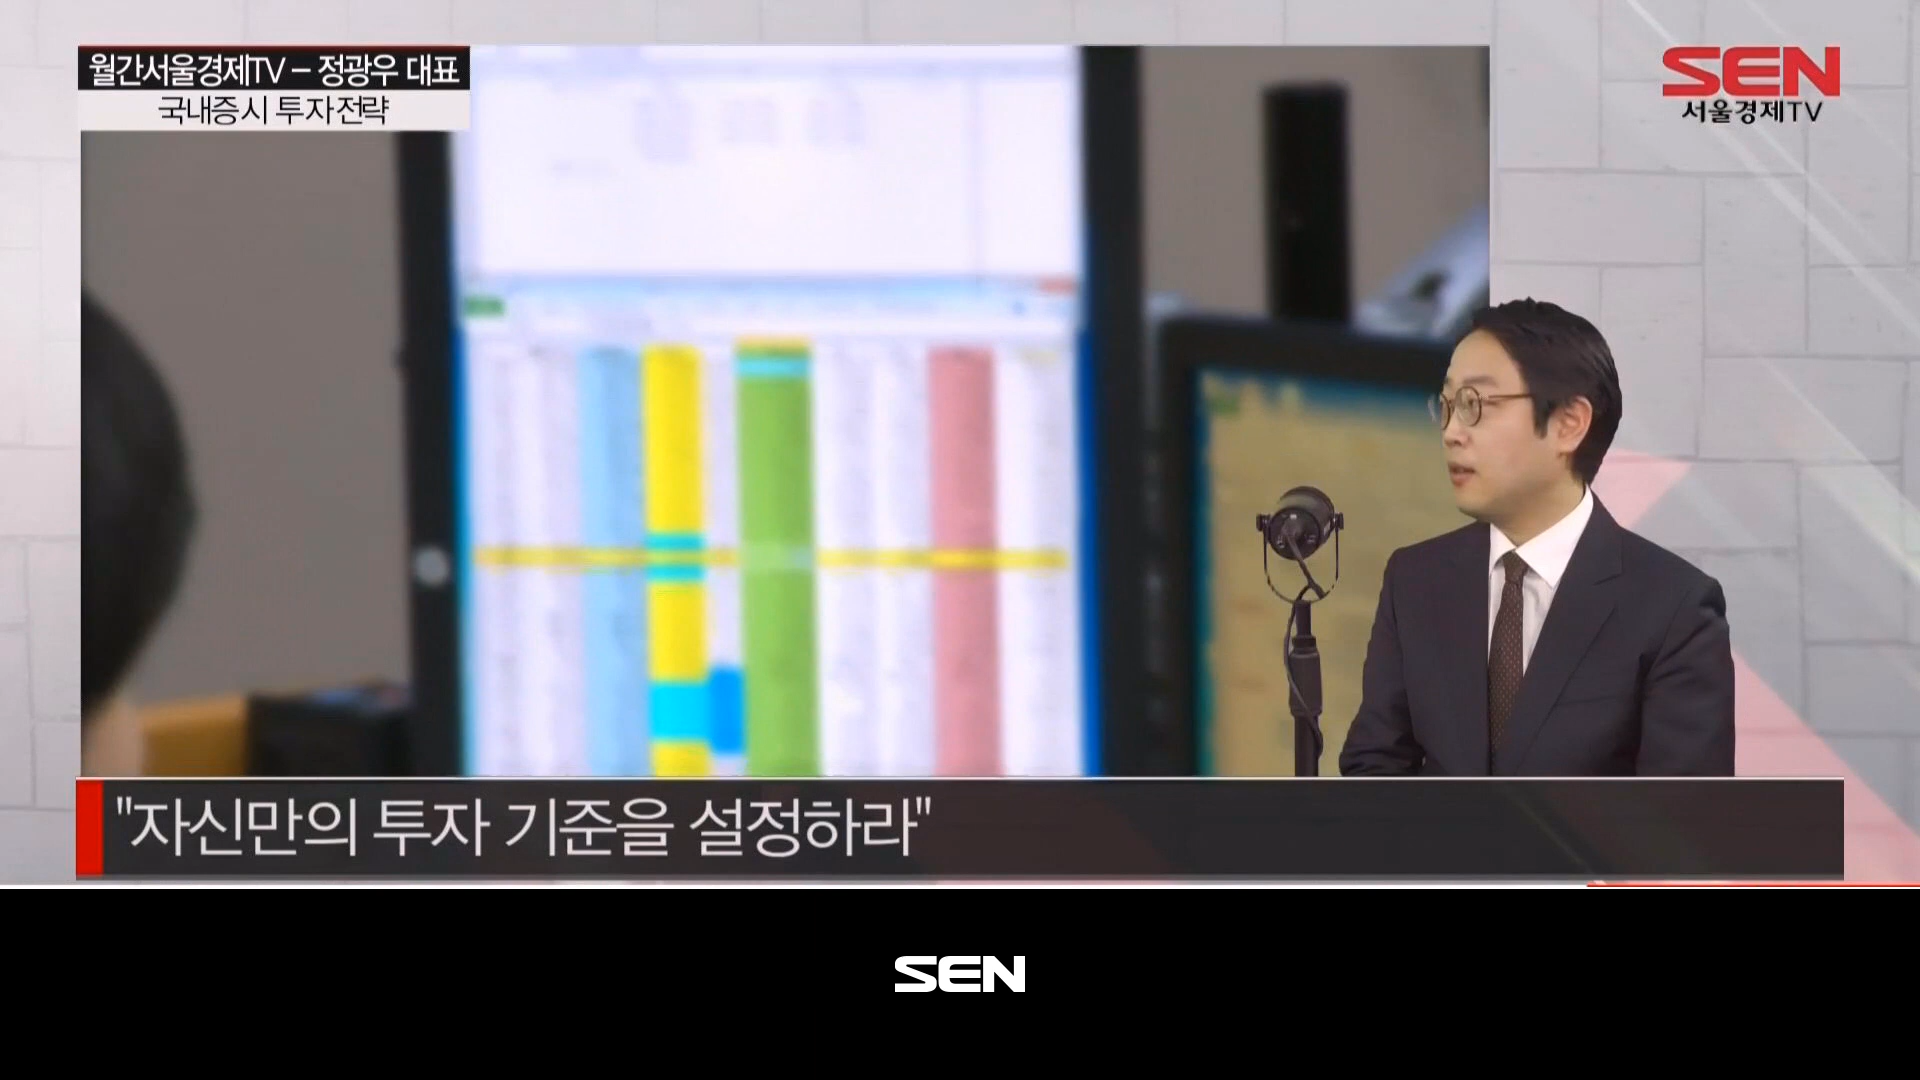 월간서울경제TV – 정광우 대표
국내증시 투자전략
SEN
서울경제TV
"자신만의 투자 기준을 설정하라"
SEN